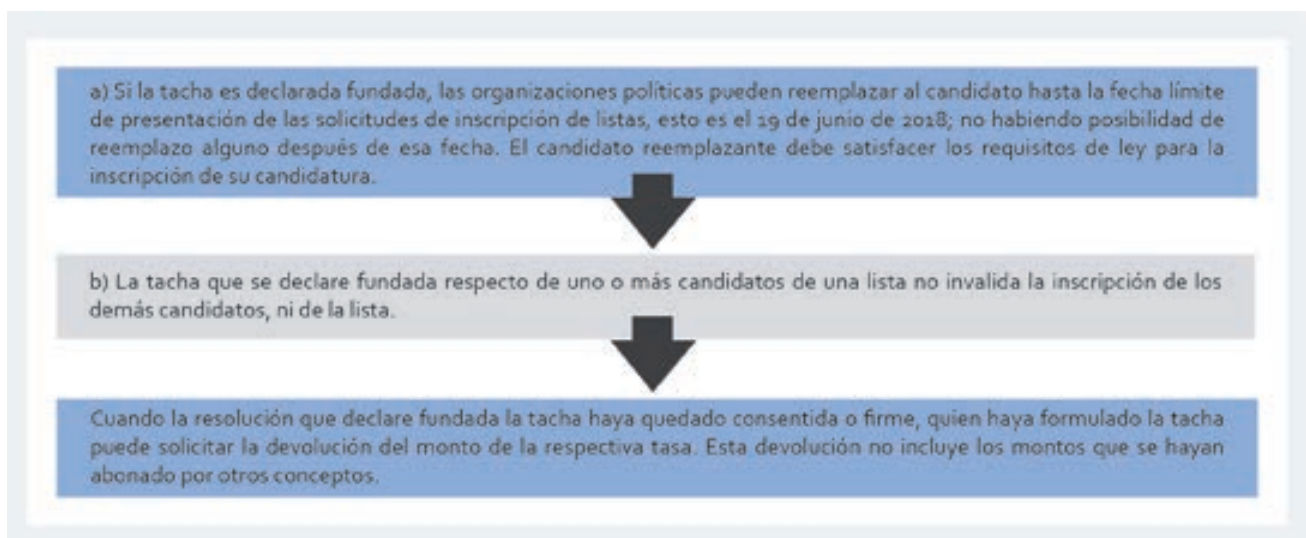 a) Si la tacha es declarada fundada, las organizaciones políticas pueden reemplazar al candidato hasta la fecha límite
de presentación de las solicitudes de inscripción de listas, esto es el 19 de junio de 2018; no habiendo posibilidad de
reemplazo alguno después de esa fecha. El candidato reemplazante debe satisfacer los requisitos de ley para la
inscripción de su candidatura.
b) La tacha que se declare fundada respecto de uno o más candidatos de una lista no invalida la inscripción de los
demás candidatos, ni de la lista.
Cuando la resolución que declare fundada la tacha haya quedado consentida o firme, quien haya formulado la tacha
puede solicitar la devolución del monto de la respectiva tasa. Esta devolución no incluye los montos que se hayan
abonado por otros conceptos.